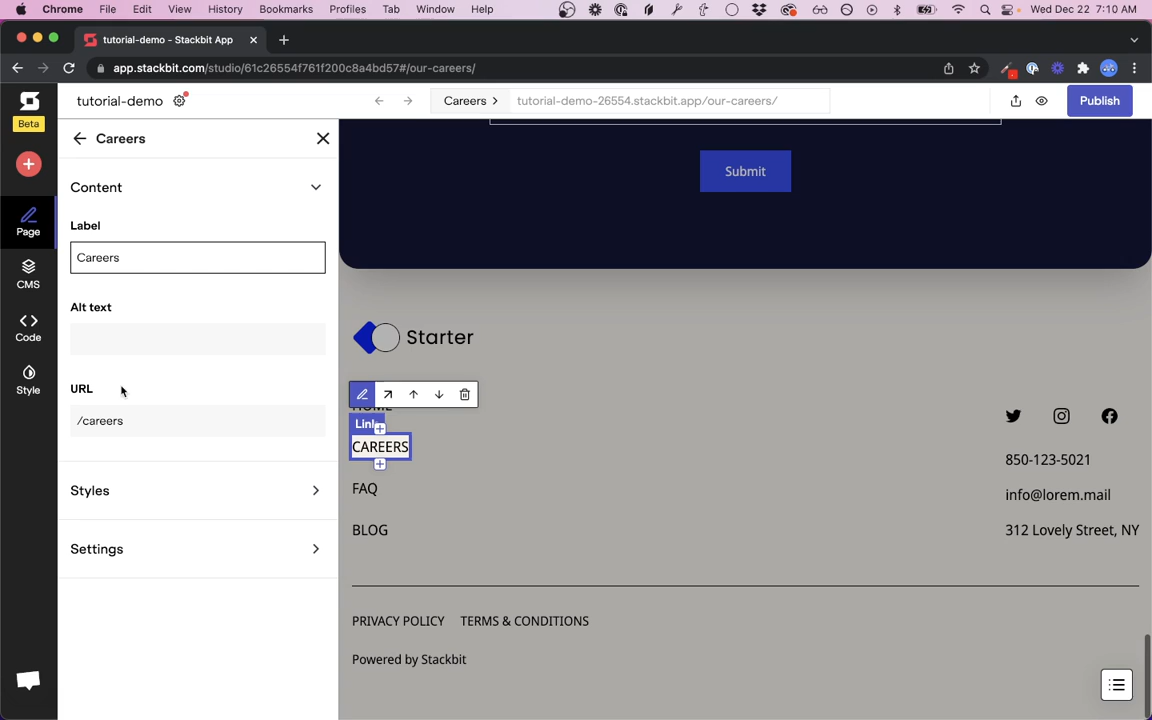 Chrome File Edit View History Bookmarks Profiles Tab Window Help Wed Dec 22 7:10 AM
tutorial-demo - Stackbit App
app.stackbit.com/studio/61c26554f761f200c8a4bd57#/our-careers/
Beta
tutorial-demo
Careers
tutorial-demo-26554.stackbit.app/our-careers/
Publish
Page
CMS
Code
Style
Careers
Content
Label
Careers
Alt text
URL
/careers
Styles
Settings
Submit
Starter
HOME
Link
CAREERS
FAQ
BLOG
850-123-5021
info@lorem.mail
312 Lovely Street, NY
PRIVACY POLICY TERMS & CONDITIONS
Powered by Stackbit